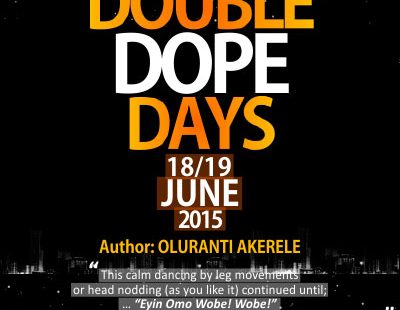 DOUBLE
DOPE
DAYS
18/19
JUNE
2015
Author: OLURANTI AKERELE
“ This calm dancing by leg movements
or head nodding (as you like it) continued until;
... “Eyin Omo Wobe! Wobe!” . ”